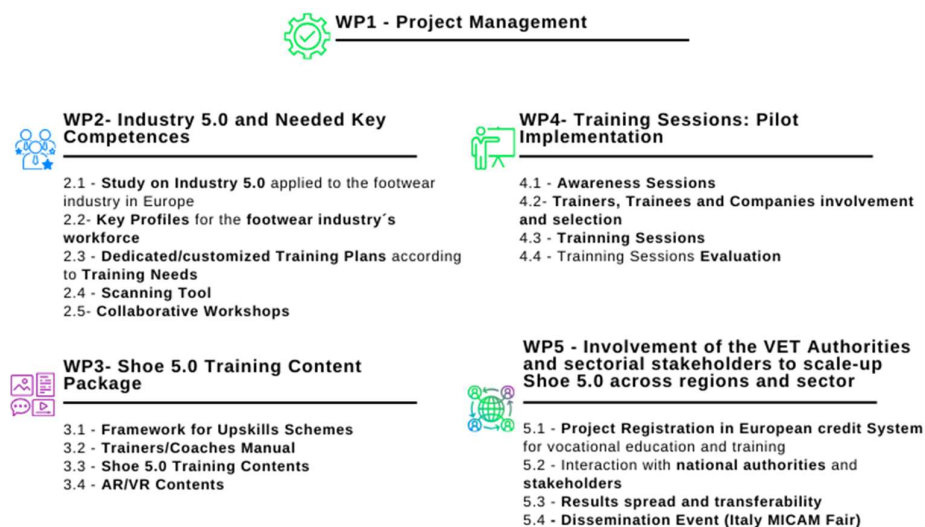 WP1 - Project Management
WP2- Industry 5.0 and Needed Key
Competences
2.1 - Study on Industry 5.0 applied to the footwear
industry in Europe
2.2- Key Profiles for the footwear industry´s
workforce
2.3 - Dedicated/customized Training Plans according
to Training Needs
2.4 - Scanning Tool
2.5- Collaborative Workshops
WP3- Shoe 5.0 Training Content
Package
3.1 - Framework for Upskills Schemes
3.2 - Trainers/Coaches Manual
3.3 - Shoe 5.0 Training Contents
3.4 - AR/VR Contents
WP4- Training Sessions: Pilot
Implementation
4.1 - Awareness Sessions
4.2- Trainers, Trainees and Companies involvement
and selection
4.3 - Trainning Sessions
4.4 - Trainning Sessions Evaluation
WP5 - Involvement of the VET Authorities
and sectorial stakeholders to scale-up
Shoe 5.0 across regions and sector
5.1 - Project Registration in European credit System
for vocational education and training
5.2 - Interaction with national authorities and
stakeholders
5.3 - Results spread and transferability
5.4 - Dissemination Event (Italy MICAM Fair)